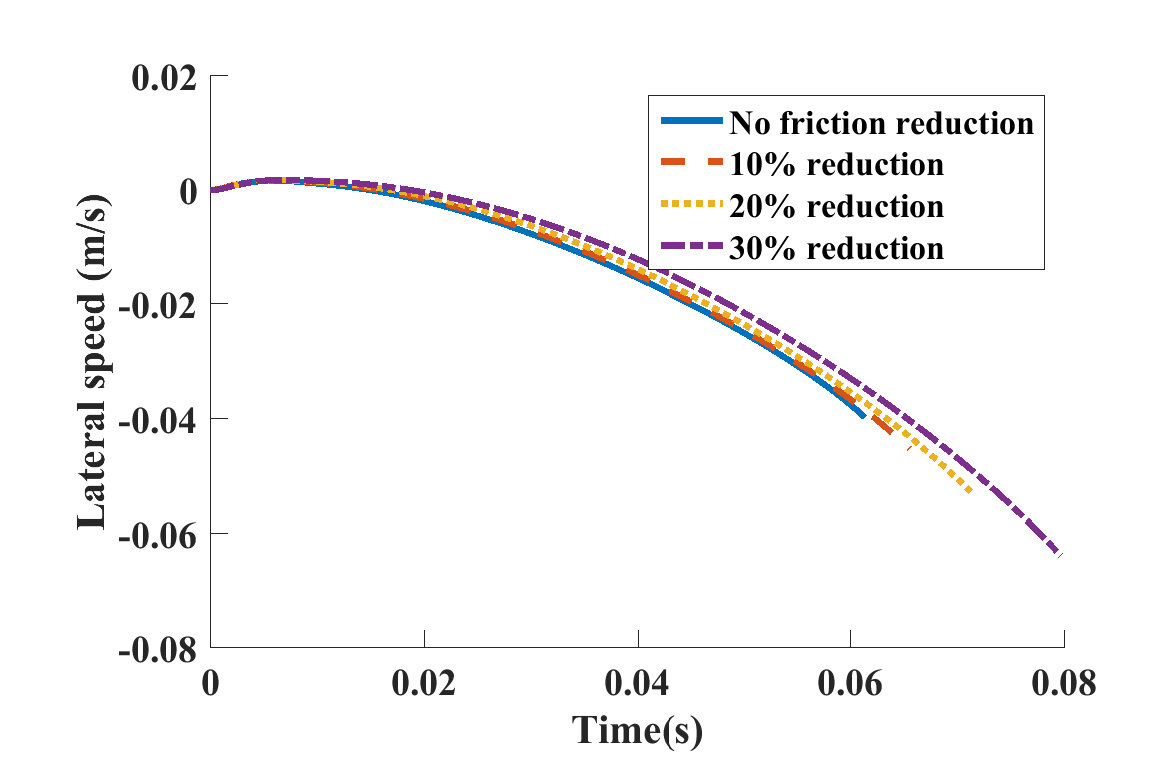 0.02
0
-0.02
-0.04
-0.06
-0.08
Lateral speed (m/s)
No friction reduction
10% reduction
20% reduction
30% reduction
0 0.02 0.04 0.06 0.08
Time(s)